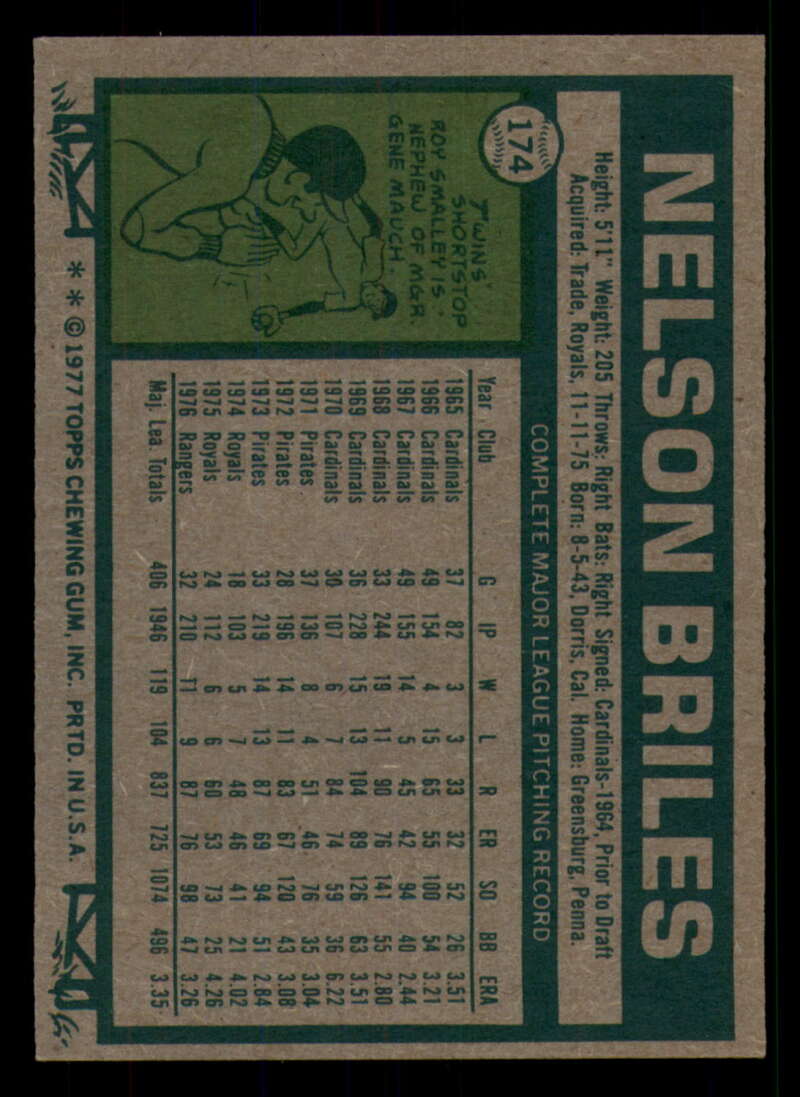 174
NELSON BRILES
Height: 5'11" Weight: 205 Throws: Right Bats: Right Signed: Cardinals-1964, Prior to Draft
Acquired: Trade, Royals, 11-11-75 Born: 8-5-43, Dorris, Cal. Home: Greensburg, Penna.
TWINS'
SHORTSTOP
ROY SMALLEY IS
NEPHEW OF MGR.
GENE MAUCH.
COMPLETE MAJOR LEAGUE PITCHING RECORD
Year Club G IP W L R ER SO BB ERA
1965 Cardinals 37 82 3 3 33 32 52 26 3.51
1966 Cardinals 49 154 4 15 65 55 100 54 3.21
1967 Cardinals 49 155 14 5 45 42 94 40 2.44
1968 Cardinals 33 244 19 11 90 76 141 55 2.80
1969 Cardinals 36 228 15 13 104 89 126 63 3.51
1970 Cardinals 30 107 6 7 84 74 59 36 6.22
1971 Pirates 37 136 8 4 51 46 76 35 3.04
1972 Pirates 28 196 14 11 83 67 120 43 3.08
1973 Pirates 33 219 14 13 87 69 94 51 2.84
1974 Royals 18 103 5 7 48 46 41 21 4.02
1975 Royals 24 112 6 6 60 53 73 25 4.26
1976 Rangers 32 210 11 9 87 76 98 47 3.26
Maj. Lea. Totals 406 1946 119 104 837 725 1074 496 3.35
* * © 1977 TOPPS CHEWING GUM, INC. PRTD. IN U.S.A.